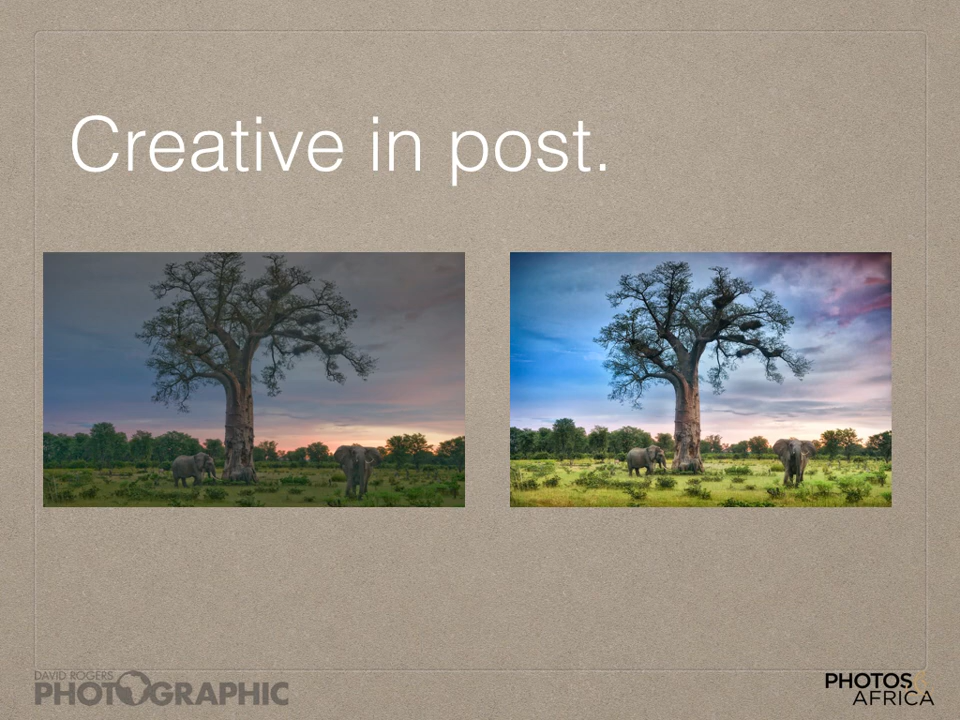 Creative in post.
DAVID ROGERS
PHOTOGRAPHIC
PHOTOS
AFRICA